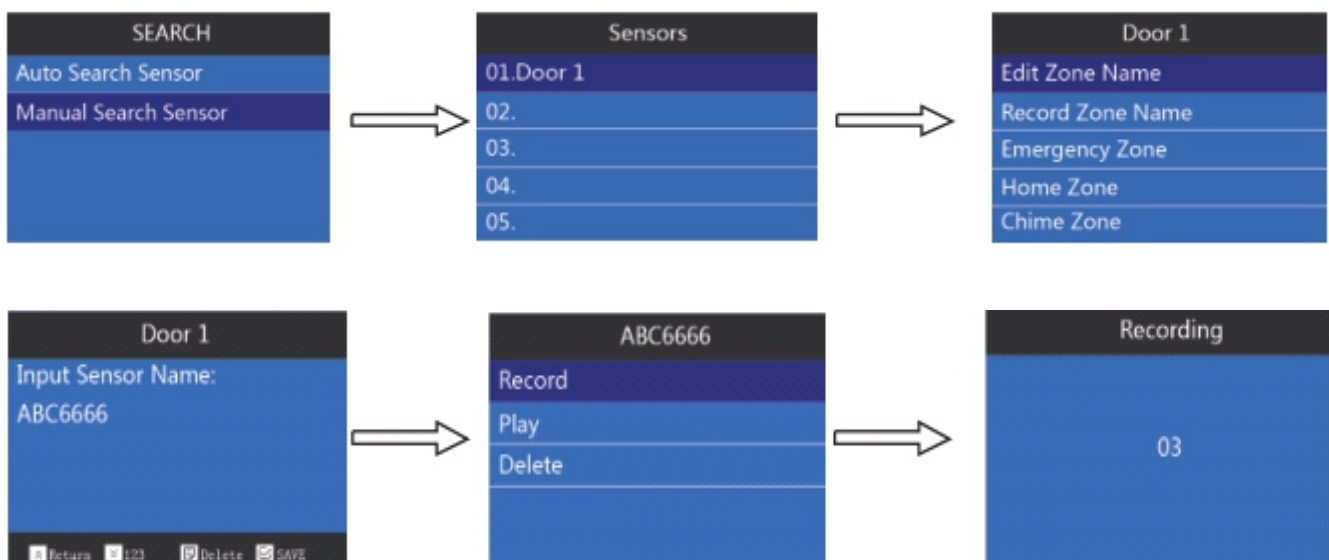 SEARCH
Auto Search Sensor
Manual Search Sensor
Sensors
01.Door 1
02.
03.
04.
05.
Door 1
Edit Zone Name
Record Zone Name
Emergency Zone
Home Zone
Chime Zone
Door 1
Input Sensor Name:
ABC6666
Return 123 Delete SAVE
ABC6666
Record
Play
Delete
Recording
03